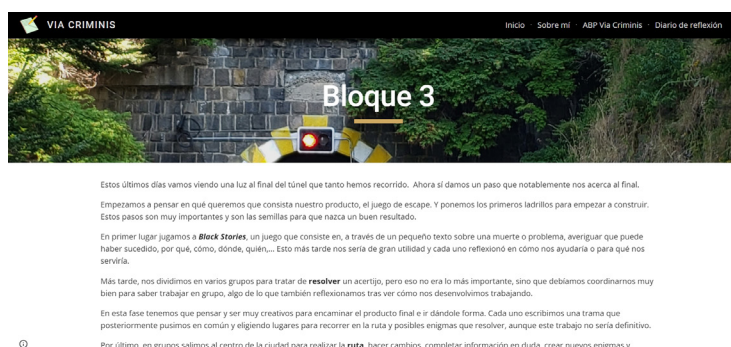 VIA CRIMINIS
Inicio · Sobre mí · ABP Via Criminis · Diario de reflexión
Bloque 3
Estos últimos días vamos viendo una luz al final del túnel que tanto hemos recorrido. Ahora sí damos un paso que notablemente nos acerca al final.
Empezamos a pensar en qué queremos que consista nuestro producto, el juego de escape. Y ponemos los primeros ladrillos para empezar a construir.
Estos pasos son muy importantes y son las semillas para que nazca un buen resultado.
En primer lugar jugamos a Black Stories, un juego que consiste en, a través de un pequeño texto sobre una muerte o problema, averiguar que puede
haber sucedido, por qué, cómo, dónde, quién,... Esto más tarde nos sería de gran utilidad y cada uno reflexionó en cómo nos ayudaría o para qué nos
serviría.
Más tarde, nos dividimos en varios grupos para tratar de resolver un acertijo, pero eso no era lo más importante, sino que debíamos coordinarnos muy
bien para saber trabajar en grupo, algo de lo que también reflexionamos tras ver cómo nos desenvolvimos trabajando.
En esta fase tenemos que pensar y ser muy creativos para encaminar el producto final e ir dándole forma. Cada uno escribimos una trama que
posteriormente pusimos en común y eligiendo lugares para recorrer en la ruta y posibles enigmas que resolver, aunque este trabajo no sería definitivo.
Por último, en grupos salimos al centro de la ciudad para realizar la ruta, hacer cambios, completar información en duda, crear nuevos enigmas y